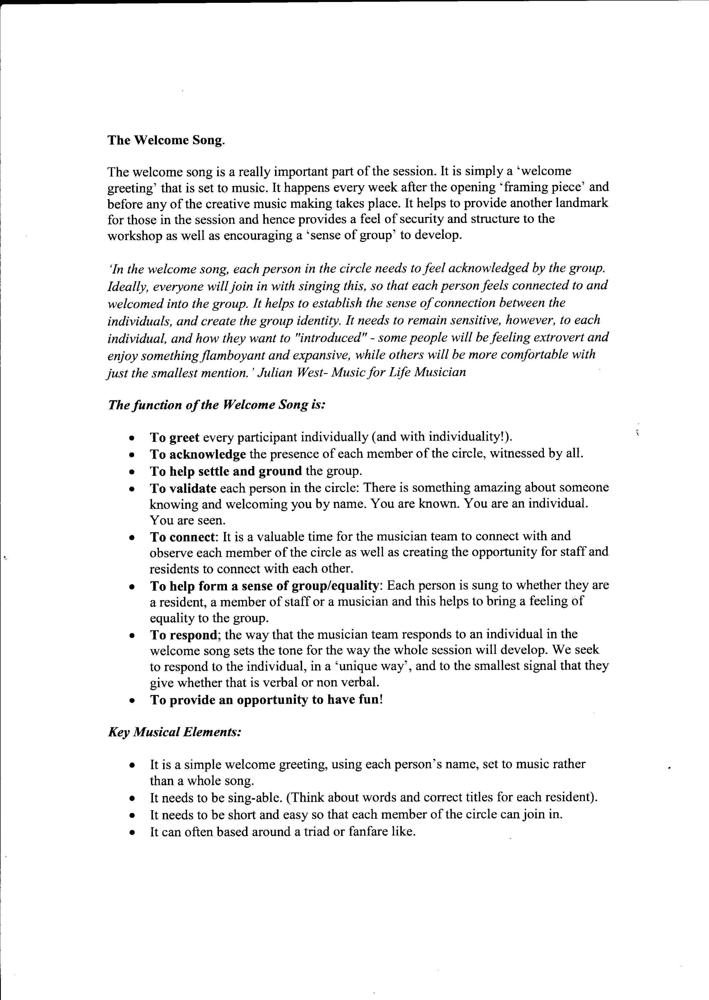 The Welcome Song.
The welcome song is a really important part of the session. It is simply a ‘welcome
greeting’ that is set to music. It happens every week after the opening ‘framing piece’ and
before any of the creative music making takes place. It helps to provide another landmark
for those in the session and hence provides a feel of security and structure to the
workshop as well as encouraging a ‘sense of group’ to develop.
‘In the welcome song, each person in the circle needs to feel acknowledged by the group.
Ideally, everyone will join in with singing this, so that each person feels connected to and
welcomed into the group. It helps to establish the sense of connection between the
individuals, and create the group identity. It needs to remain sensitive, however, to each
individual, and how they want to "introduced" - some people will be feeling extrovert and
enjoy something flamboyant and expansive, while others will be more comfortable with
just the smallest mention.’ Julian West- Music for Life Musician
The function of the Welcome Song is:
• To greet every participant individually (and with individuality!).
• To acknowledge the presence of each member of the circle, witnessed by all.
• To help settle and ground the group.
• To validate each person in the circle: There is something amazing about someone
knowing and welcoming you by name. You are known. You are an individual.
You are seen.
• To connect: It is a valuable time for the musician team to connect with and
observe each member of the circle as well as creating the opportunity for staff and
residents to connect with each other.
• To help form a sense of group/equality: Each person is sung to whether they are
a resident, a member of staff or a musician and this helps to bring a feeling of
equality to the group.
• To respond; the way that the musician team responds to an individual in the
welcome song sets the tone for the way the whole session will develop. We seek
to respond to the individual, in a ‘unique way’, and to the smallest signal that they
give whether that is verbal or non verbal.
• To provide an opportunity to have fun!
Key Musical Elements:
• It is a simple welcome greeting, using each person’s name, set to music rather
than a whole song.
• It needs to be sing-able. (Think about words and correct titles for each resident).
• It needs to be short and easy so that each member of the circle can join in.
• It can often based around a triad or fanfare like.